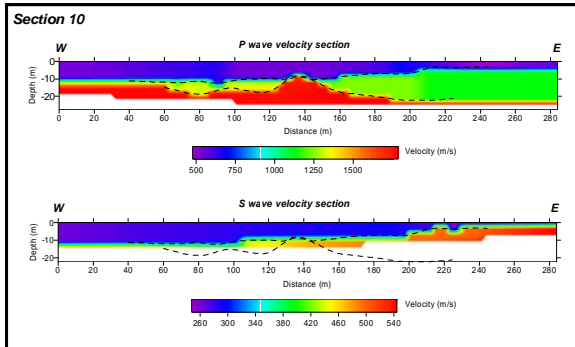 Section 10
W
P wave velocity section
E
0
-10
-20
Depth (m)
0 20 40 60 80 100 120 140 160 180 200 220 240 260 280
Distance (m)
Velocity (m/s)
500 750 1000 1250 1500
W
S wave velocity section
E
0
-10
-20
Depth (m)
0 20 40 60 80 100 120 140 160 180 200 220 240 260 280
Distance (m)
Velocity (m/s)
260 300 340 380 420 460 500 540